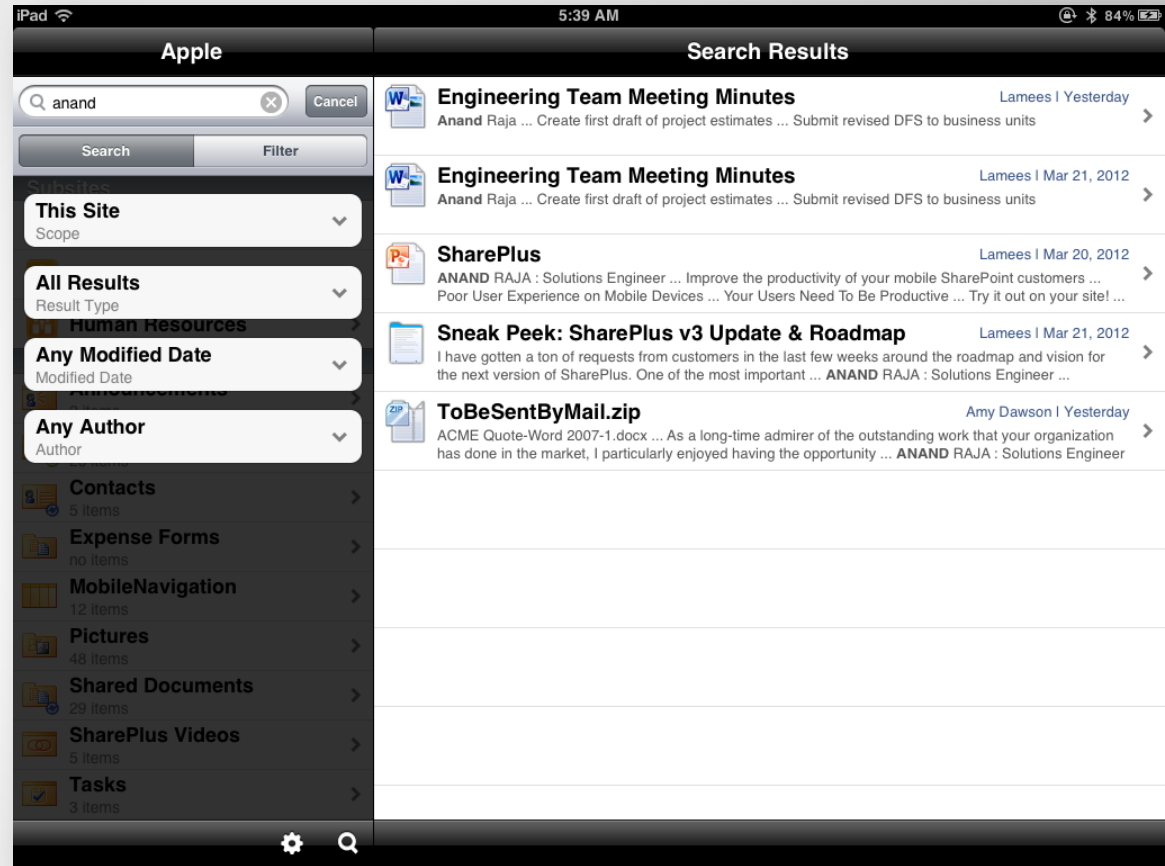 iPad 5:39 AM 84%
Apple
anand Cancel
Search Filter
Subsites
This Site
Scope
All Results
Result Type
Human Resources
Any Modified Date
Modified Date
Announcements
Any Author
Author
Contacts
5 items
Expense Forms
no items
MobileNavigation
12 items
Pictures
48 items
Shared Documents
29 items
SharePlus Videos
5 items
Tasks
3 items
Search Results
Engineering Team Meeting Minutes Lamees | Yesterday
Anand Raja ... Create first draft of project estimates ... Submit revised DFS to business units
Engineering Team Meeting Minutes Lamees | Mar 21, 2012
Anand Raja ... Create first draft of project estimates ... Submit revised DFS to business units
SharePlus Lamees | Mar 20, 2012
ANAND RAJA : Solutions Engineer ... Improve the productivity of your mobile SharePoint customers ...
Poor User Experience on Mobile Devices ... Your Users Need To Be Productive ... Try it out on your site! ...
Sneak Peek: SharePlus v3 Update & Roadmap Lamees | Mar 21, 2012
I have gotten a ton of requests from customers in the last few weeks around the roadmap and vision for
the next version of SharePlus. One of the most important ... ANAND RAJA : Solutions Engineer ...
ToBeSentByMail.zip Amy Dawson | Yesterday
ACME Quote-Word 2007-1.docx ... As a long-time admirer of the outstanding work that your organization
has done in the market, I particularly enjoyed having the opportunity ... ANAND RAJA : Solutions Engineer